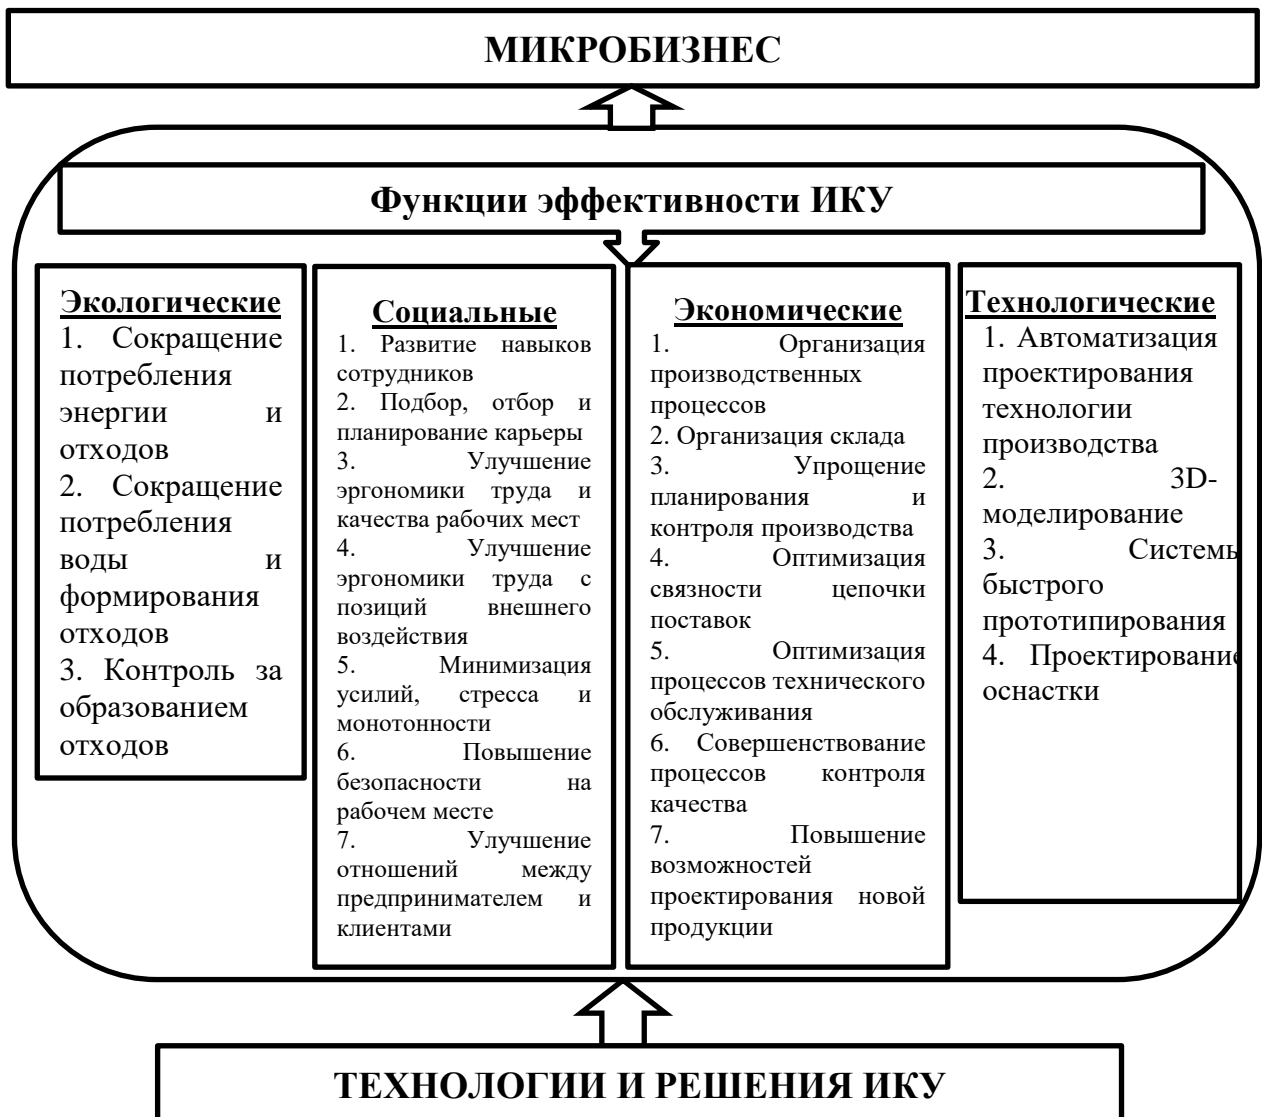 МИКРОБИЗНЕС
Функции эффективности ИКУ
Экологические
1. Сокращение
потребления
энергии и
отходов
2. Сокращение
потребления
воды и
формирования
отходов
3. Контроль за
образованием
отходов
Социальные
1. Развитие навыков
сотрудников
2. Подбор, отбор и
планирование карьеры
3. Улучшение
эргономики труда и
качества рабочих мест
4. Улучшение
эргономики труда с
позиций внешнего
воздействия
5. Минимизация
усилий, стресса и
монотонности
6. Повышение
безопасности на
рабочем месте
7. Улучшение
отношений между
предпринимателем и
клиентами
Экономические
1. Организация
производственных
процессов
2. Организация склада
3. Упрощение
планирования и
контроля производства
4. Оптимизация
связности цепочки
поставок
5. Оптимизация
процессов технического
обслуживания
6. Совершенствование
процессов контроля
качества
7. Повышение
возможностей
проектирования новой
продукции
Технологические
1. Автоматизация
проектирования
технологии
производства
2. 3D-
моделирование
3. Системы
быстрого
прототипирования
4. Проектирование
оснастки
ТЕХНОЛОГИИ И РЕШЕНИЯ ИКУ